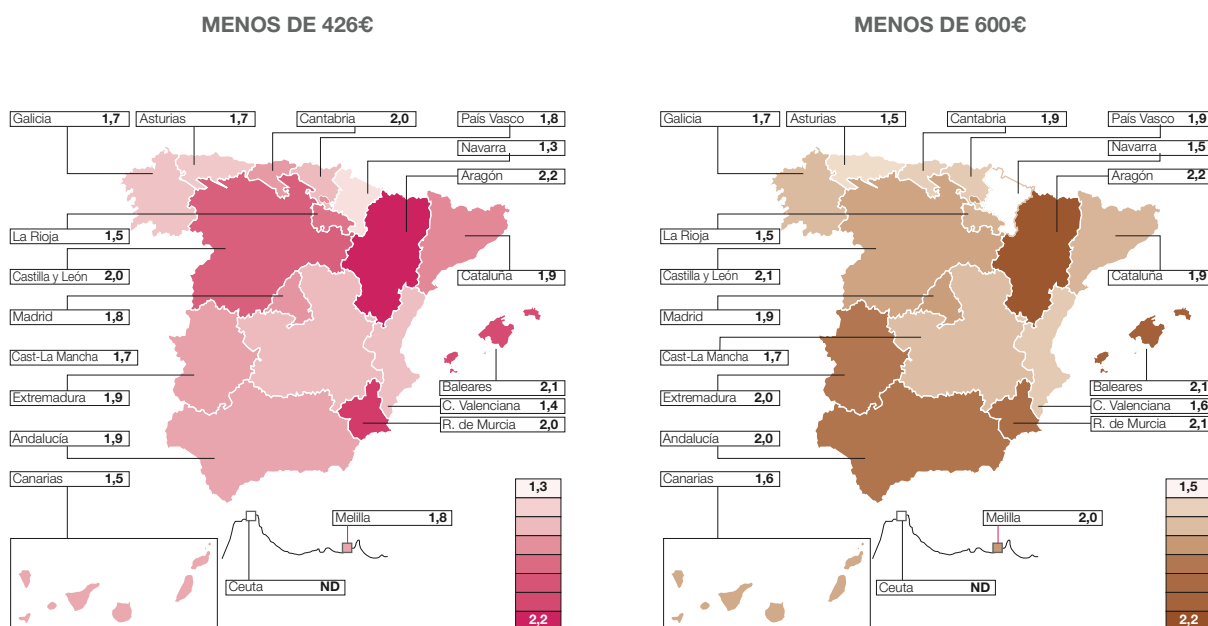 MENOS DE 426€
Galicia 1,7
Asturias 1,7
Cantabria 2,0
País Vasco 1,8
Navarra 1,3
Aragón 2,2
La Rioja 1,5
Castilla y León 2,0
Cataluña 1,9
Madrid 1,8
Cast-La Mancha 1,7
Extremadura 1,9
Baleares 2,1
C. Valenciana 1,4
R. de Murcia 2,0
Andalucía 1,9
Canarias 1,5
Melilla 1,8
Ceuta ND
1,3
2,2
MENOS DE 600€
Galicia 1,7
Asturias 1,5
Cantabria 1,9
País Vasco 1,9
Navarra 1,5
Aragón 2,2
La Rioja 1,5
Castilla y León 2,1
Cataluña 1,9
Madrid 1,9
Cast-La Mancha 1,7
Extremadura 2,0
Baleares 2,1
C. Valenciana 1,6
R. de Murcia 2,1
Andalucía 2,0
Canarias 1,6
Melilla 2,0
Ceuta ND
1,5
2,2